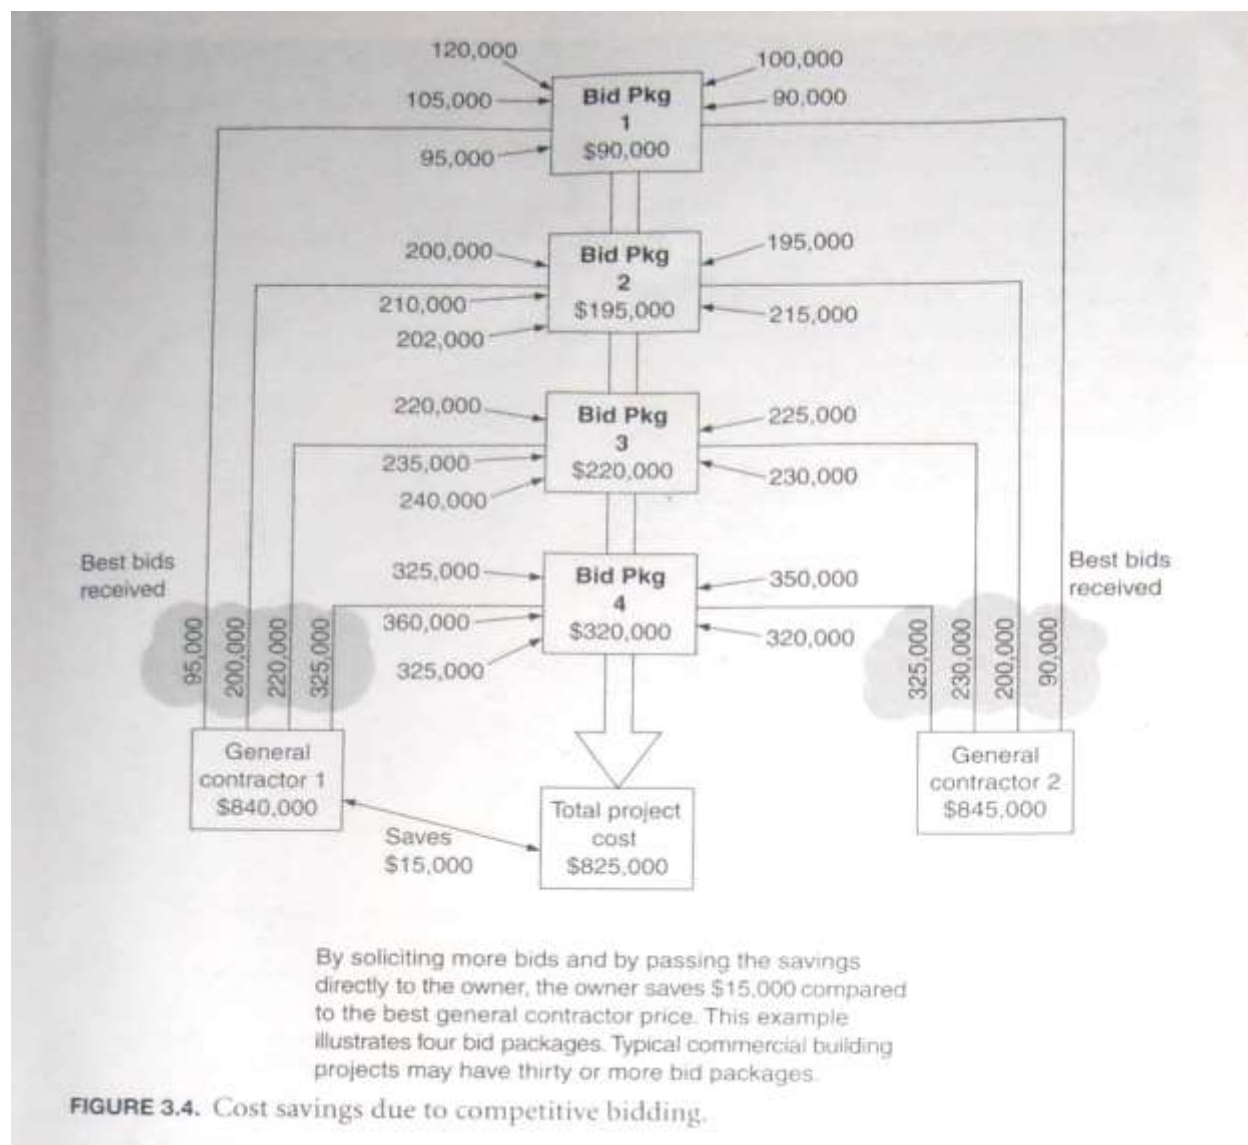 120,000
100,000
105,000
90,000
95,000
Bid Pkg
1
$90,000
200,000
195,000
210,000
215,000
202,000
Bid Pkg
2
$195,000
220,000
225,000
235,000
230,000
240,000
Bid Pkg
3
$220,000
325,000
350,000
360,000
320,000
325,000
Bid Pkg
4
$320,000
Best bids
received
95,000
200,000
220,000
325,000
Best bids
received
325,000
230,000
200,000
90,000
General
contractor 1
$840,000
Saves
$15,000
Total project
cost
$825,000
General
contractor 2
$845,000
By soliciting more bids and by passing the savings
directly to the owner, the owner saves $15,000 compared
to the best general contractor price. This example
illustrates four bid packages. Typical commercial building
projects may have thirty or more bid packages.
FIGURE 3.4. Cost savings due to competitive bidding.